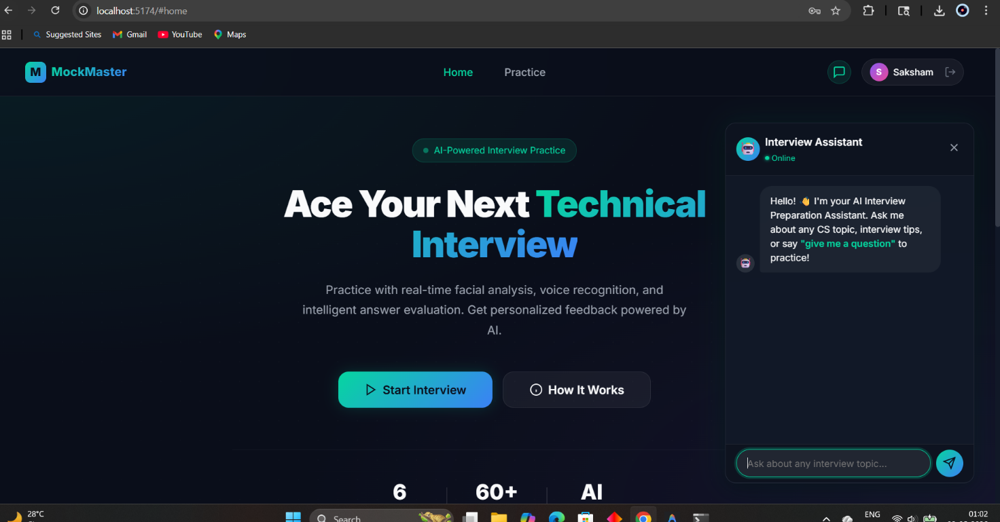 localhost:5174/#home
Suggested Sites Gmail YouTube Maps
M MockMaster
Home Practice
S Saksham
AI-Powered Interview Practice
Ace Your Next Technical
Interview
Practice with real-time facial analysis, voice recognition, and
intelligent answer evaluation. Get personalized feedback powered by
AI.
Start Interview
How It Works
6 60+ AI
Interview Assistant
Online
Hello! 👋 I'm your AI Interview
Preparation Assistant. Ask me
about any CS topic, interview tips,
or say "give me a question" to
practice!
Ask about any interview topic...
28°C
Search
ENG
01:02